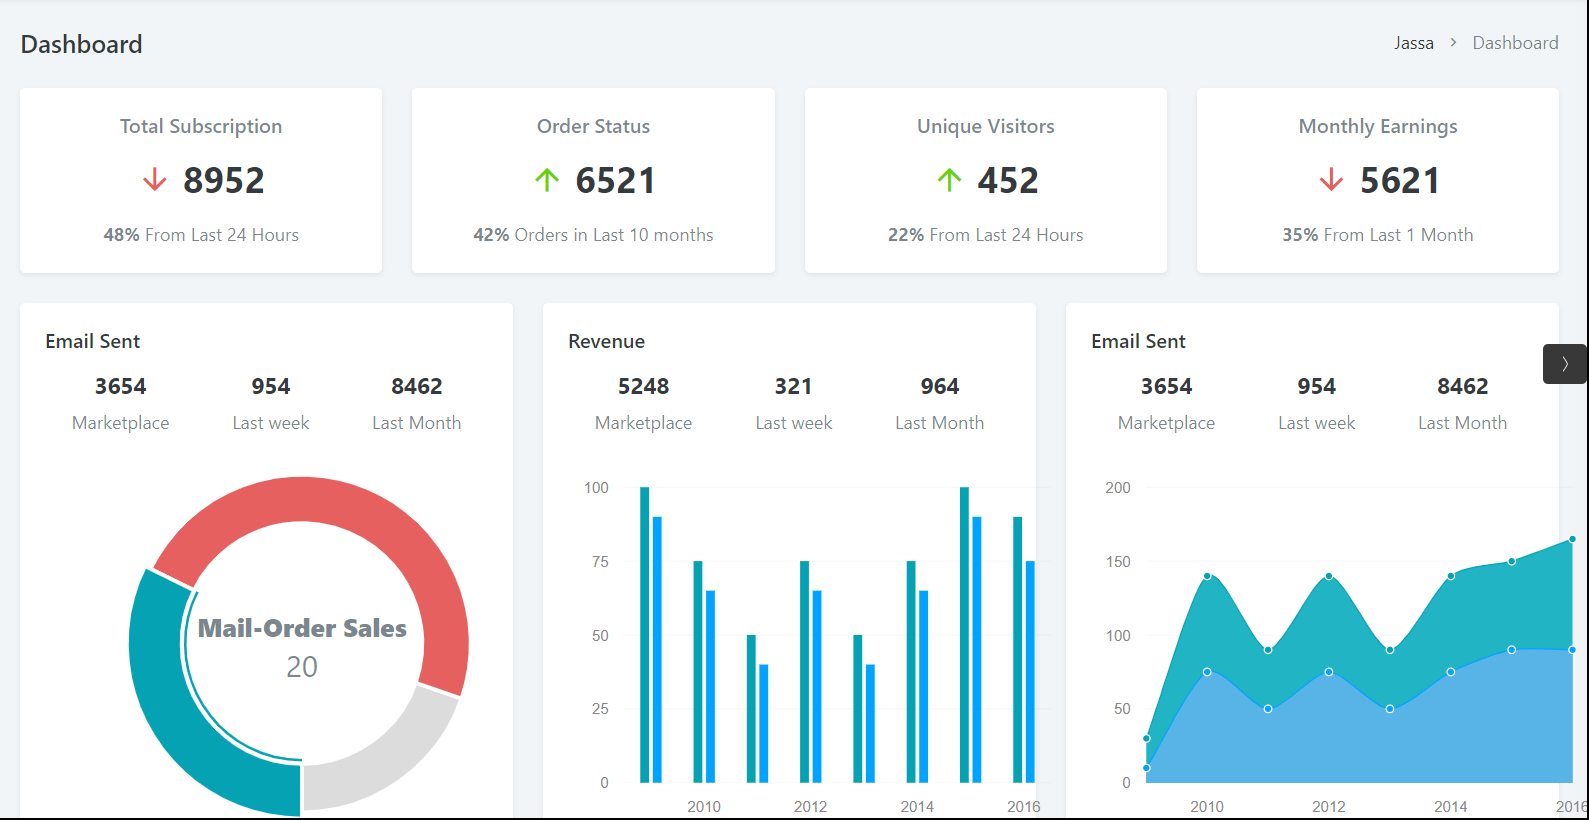 Dashboard
Jassa > Dashboard
Total Subscription
8952
48% From Last 24 Hours
Order Status
6521
42% Orders in Last 10 months
Unique Visitors
452
22% From Last 24 Hours
Monthly Earnings
5621
35% From Last 1 Month
Email Sent
3654 954 8462
Marketplace Last week Last Month
Mail-Order Sales
20
Revenue
5248 321 964
Marketplace Last week Last Month
100
75
50
25
0
2010 2012 2014 2016
Email Sent
3654 954 8462
Marketplace Last week Last Month
200
150
100
50
0
2010 2012 2014 2016